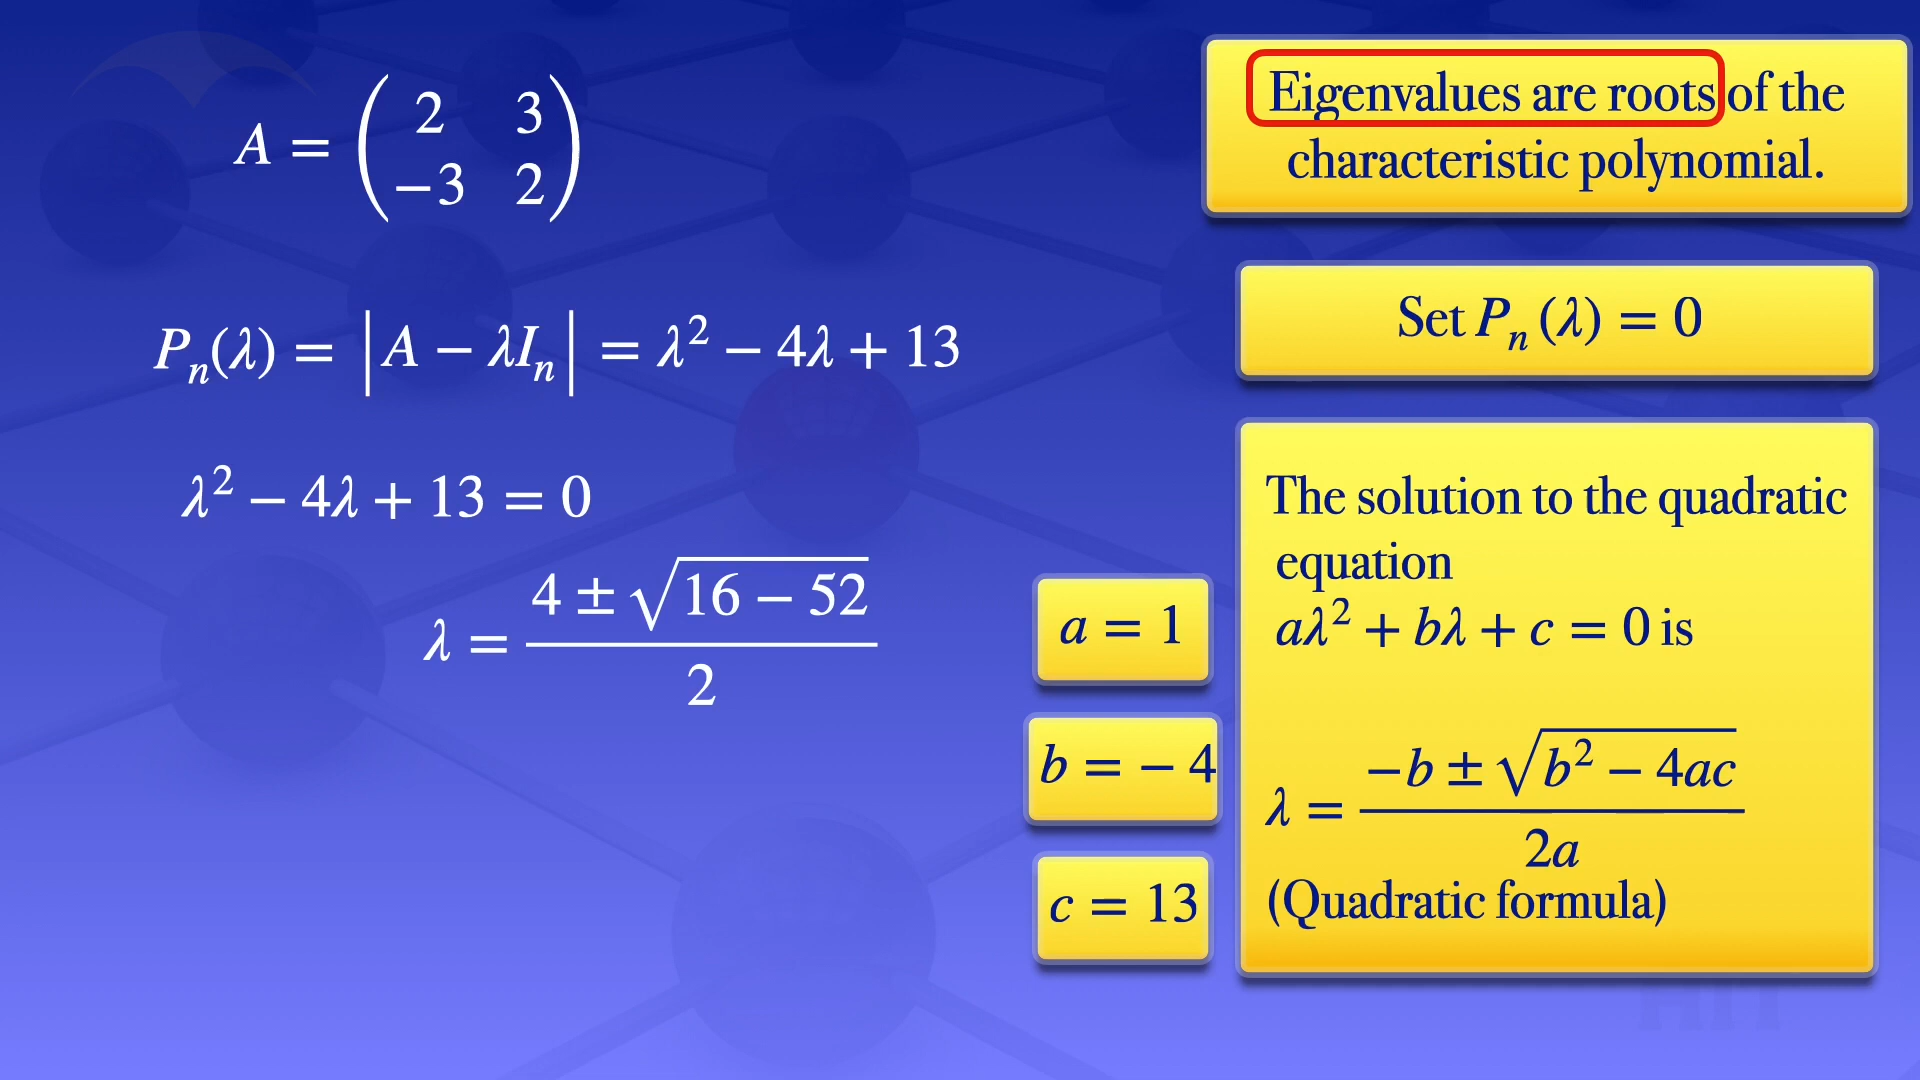 A = ( 2 3
−3 2 )
Pₙ(λ) = |A − λIₙ| = λ² − 4λ + 13
λ² − 4λ + 13 = 0
λ = (4 ± √(16 − 52)) / 2
a = 1
b = − 4
c = 13
Eigenvalues are roots of the
characteristic polynomial.
Set Pₙ (λ) = 0
The solution to the quadratic
equation
aλ² + bλ + c = 0 is
λ = (−b ± √(b² − 4ac)) / 2a
(Quadratic formula)